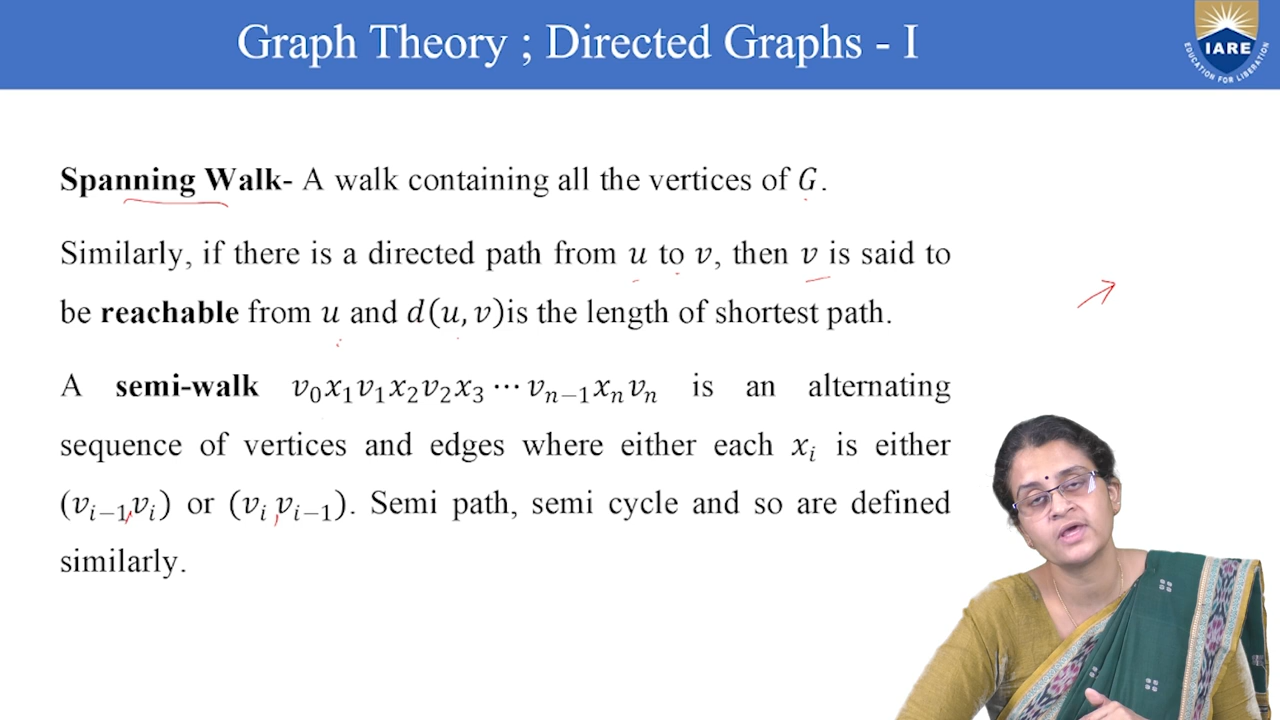 Graph Theory ; Directed Graphs - I
IARE
EDUCATION FOR LIBERATION
Spanning Walk- A walk containing all the vertices of G.
Similarly, if there is a directed path from u to v, then v is said to
be reachable from u and d(u, v)is the length of shortest path.
A semi-walk v₀x₁v₁x₂v₂x₃ ⋯ vₙ₋₁xₙvₙ is an alternating
sequence of vertices and edges where either each xᵢ is either
(vᵢ₋₁,vᵢ) or (vᵢ,vᵢ₋₁). Semi path, semi cycle and so are defined
similarly.